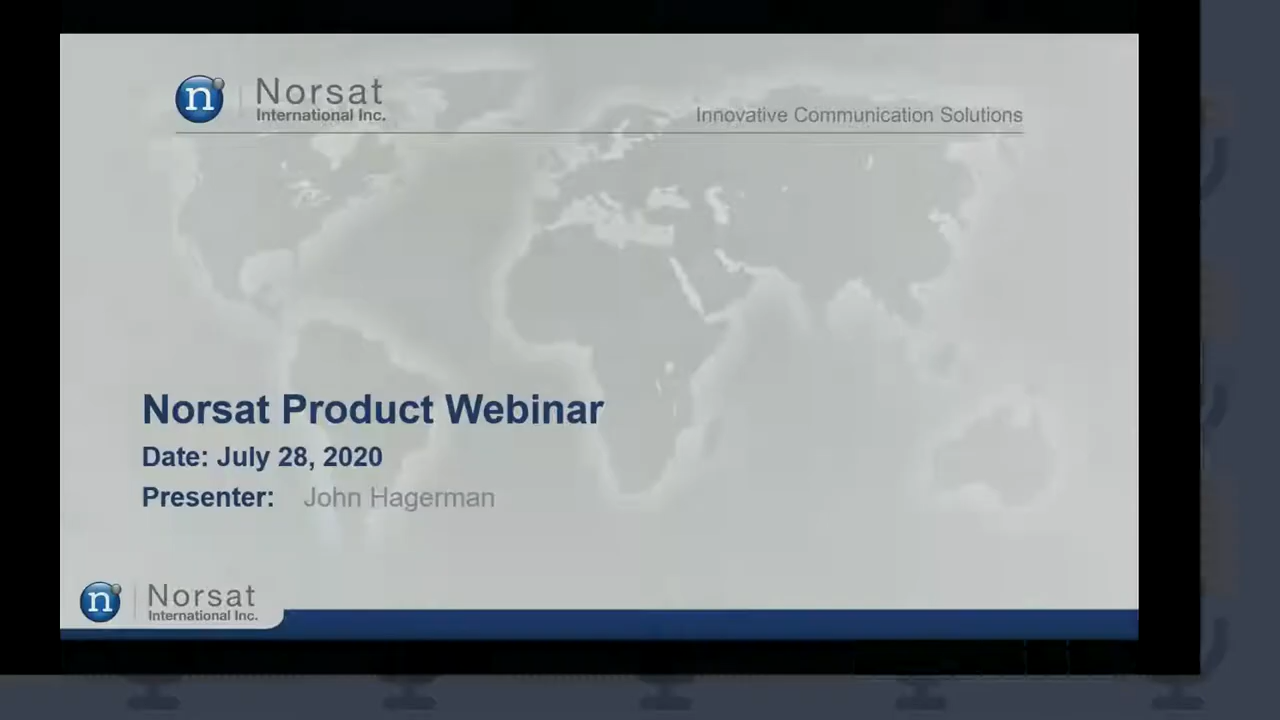 n Norsat
International Inc.
Innovative Communication Solutions
Norsat Product Webinar
Date: July 28, 2020
Presenter: John Hagerman
n Norsat
International Inc.